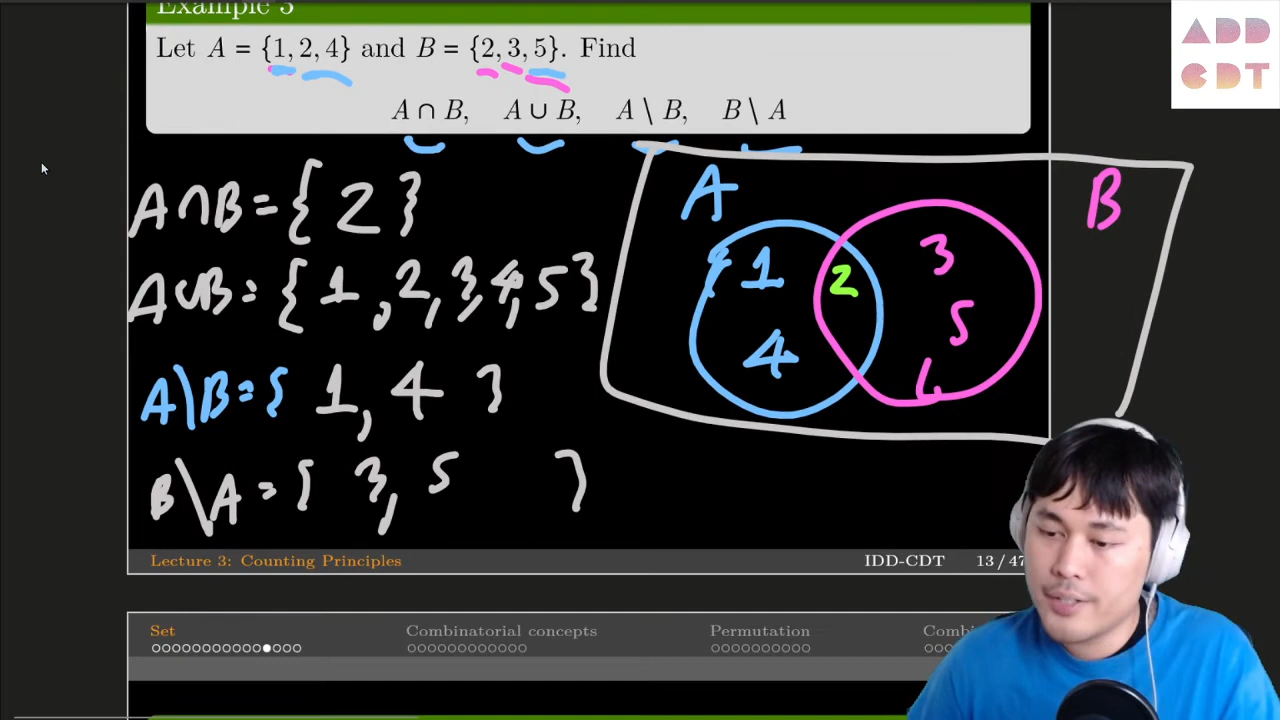 Example 3
Let A = {1, 2, 4} and B = {2, 3, 5}. Find
A ∩ B, A ∪ B, A \ B, B \ A
A∩B = { 2 }
A∪B = { 1, 2, 3, 4, 5 }
A\B = { 1, 4 }
B\A = { 3, 5 }
A
B
1
2
3
4
5
Lecture 3: Counting Principles
IDD-CDT 13 / 47
Set
Combinatorial concepts
Permutation
ADD
CDT